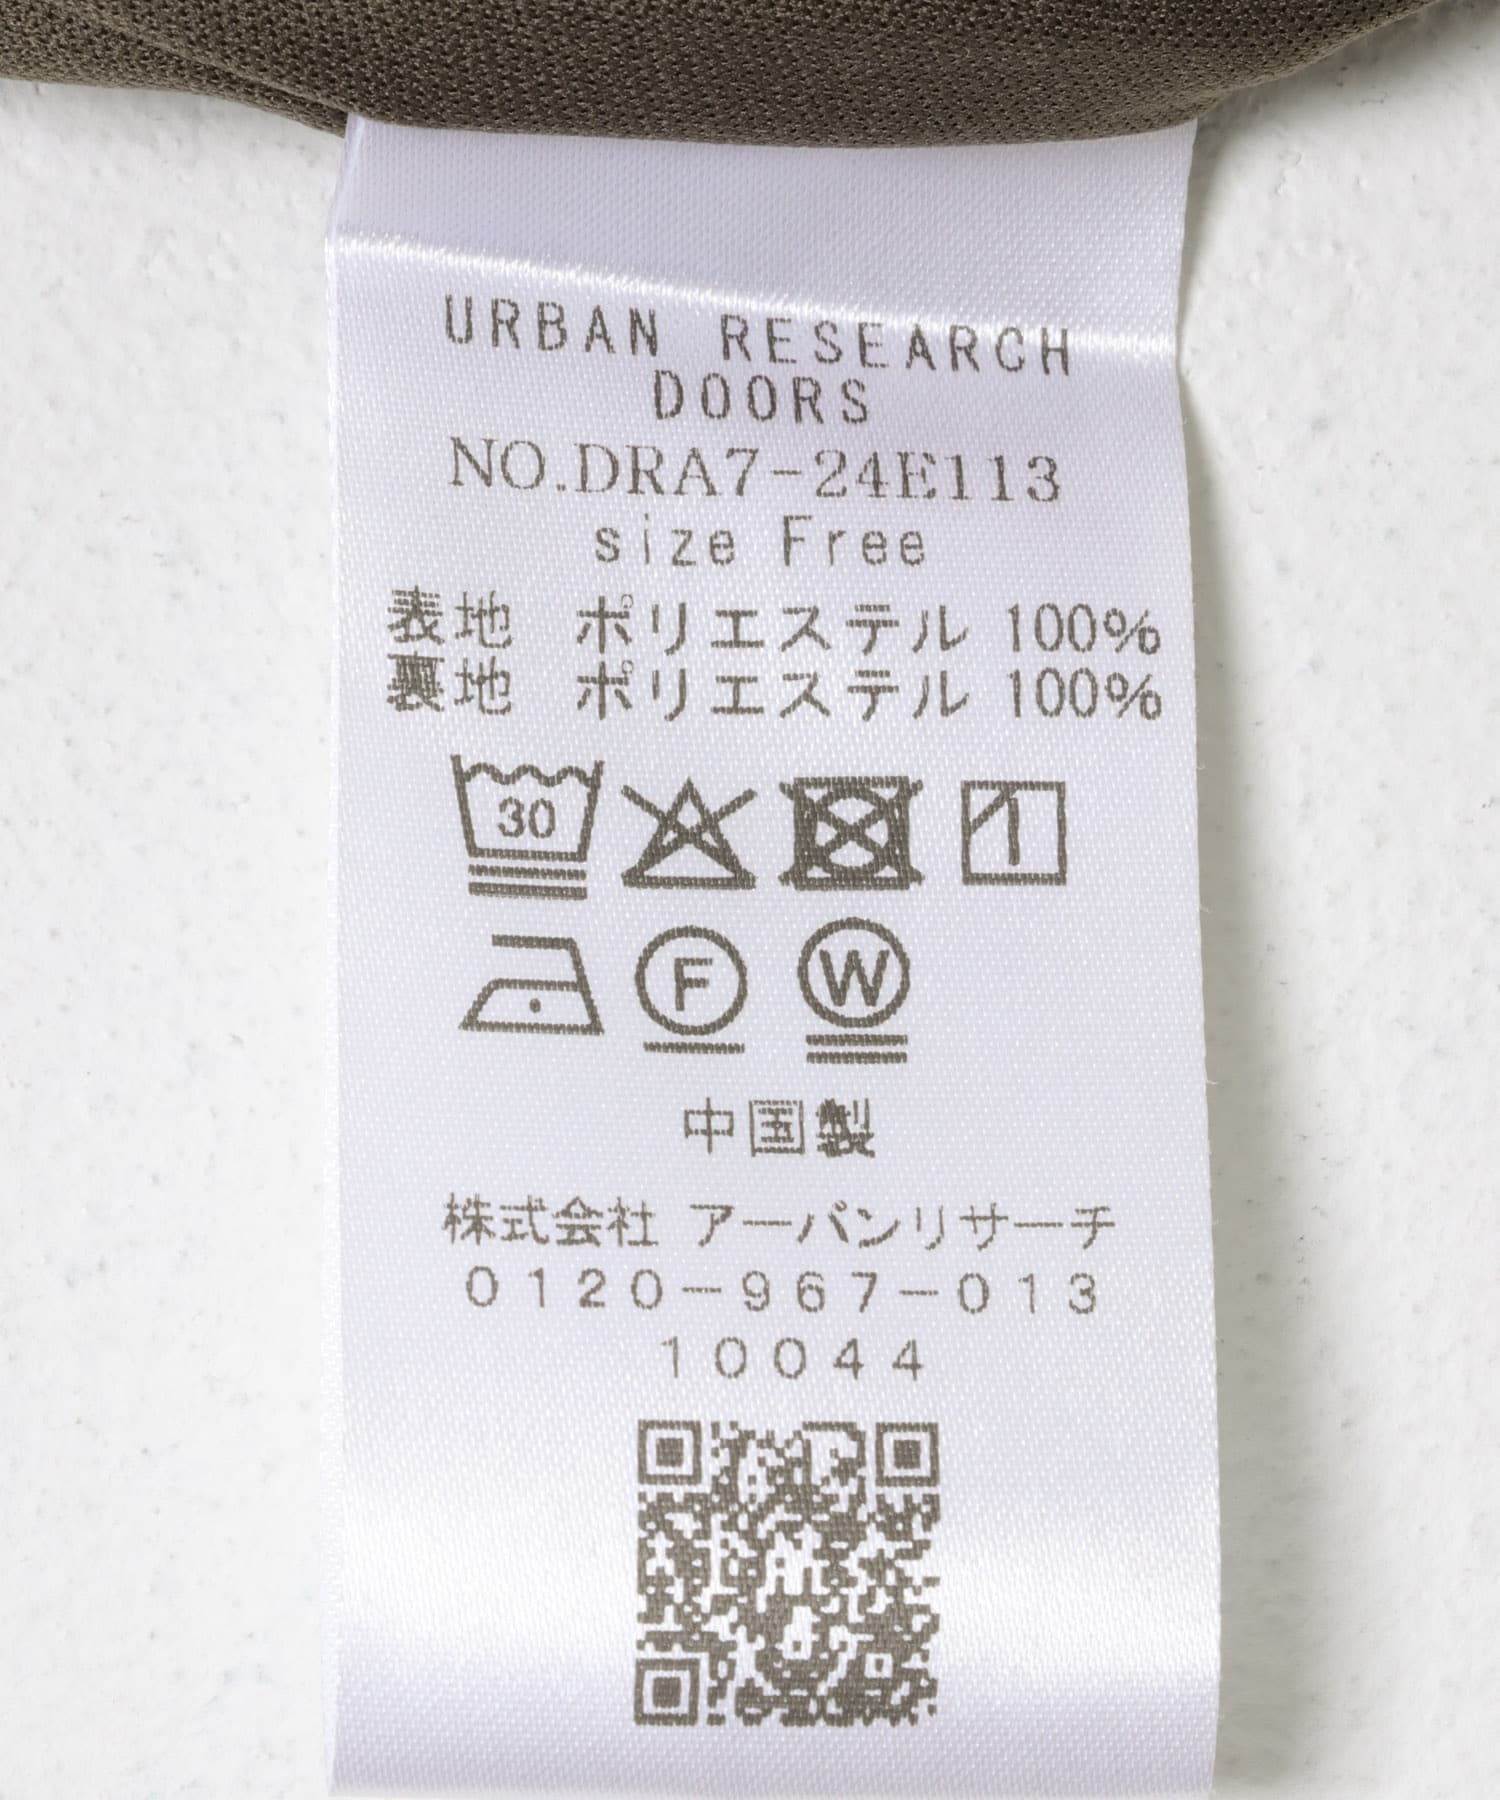 URBAN RESEARCH
DOORS
NO.DRA7-24E113
size Free
表地 ポリエステル 100%
裏地 ポリエステル 100%
30
F
W
中国製
株式会社 アーバンリサーチ
0120-967-013
10044